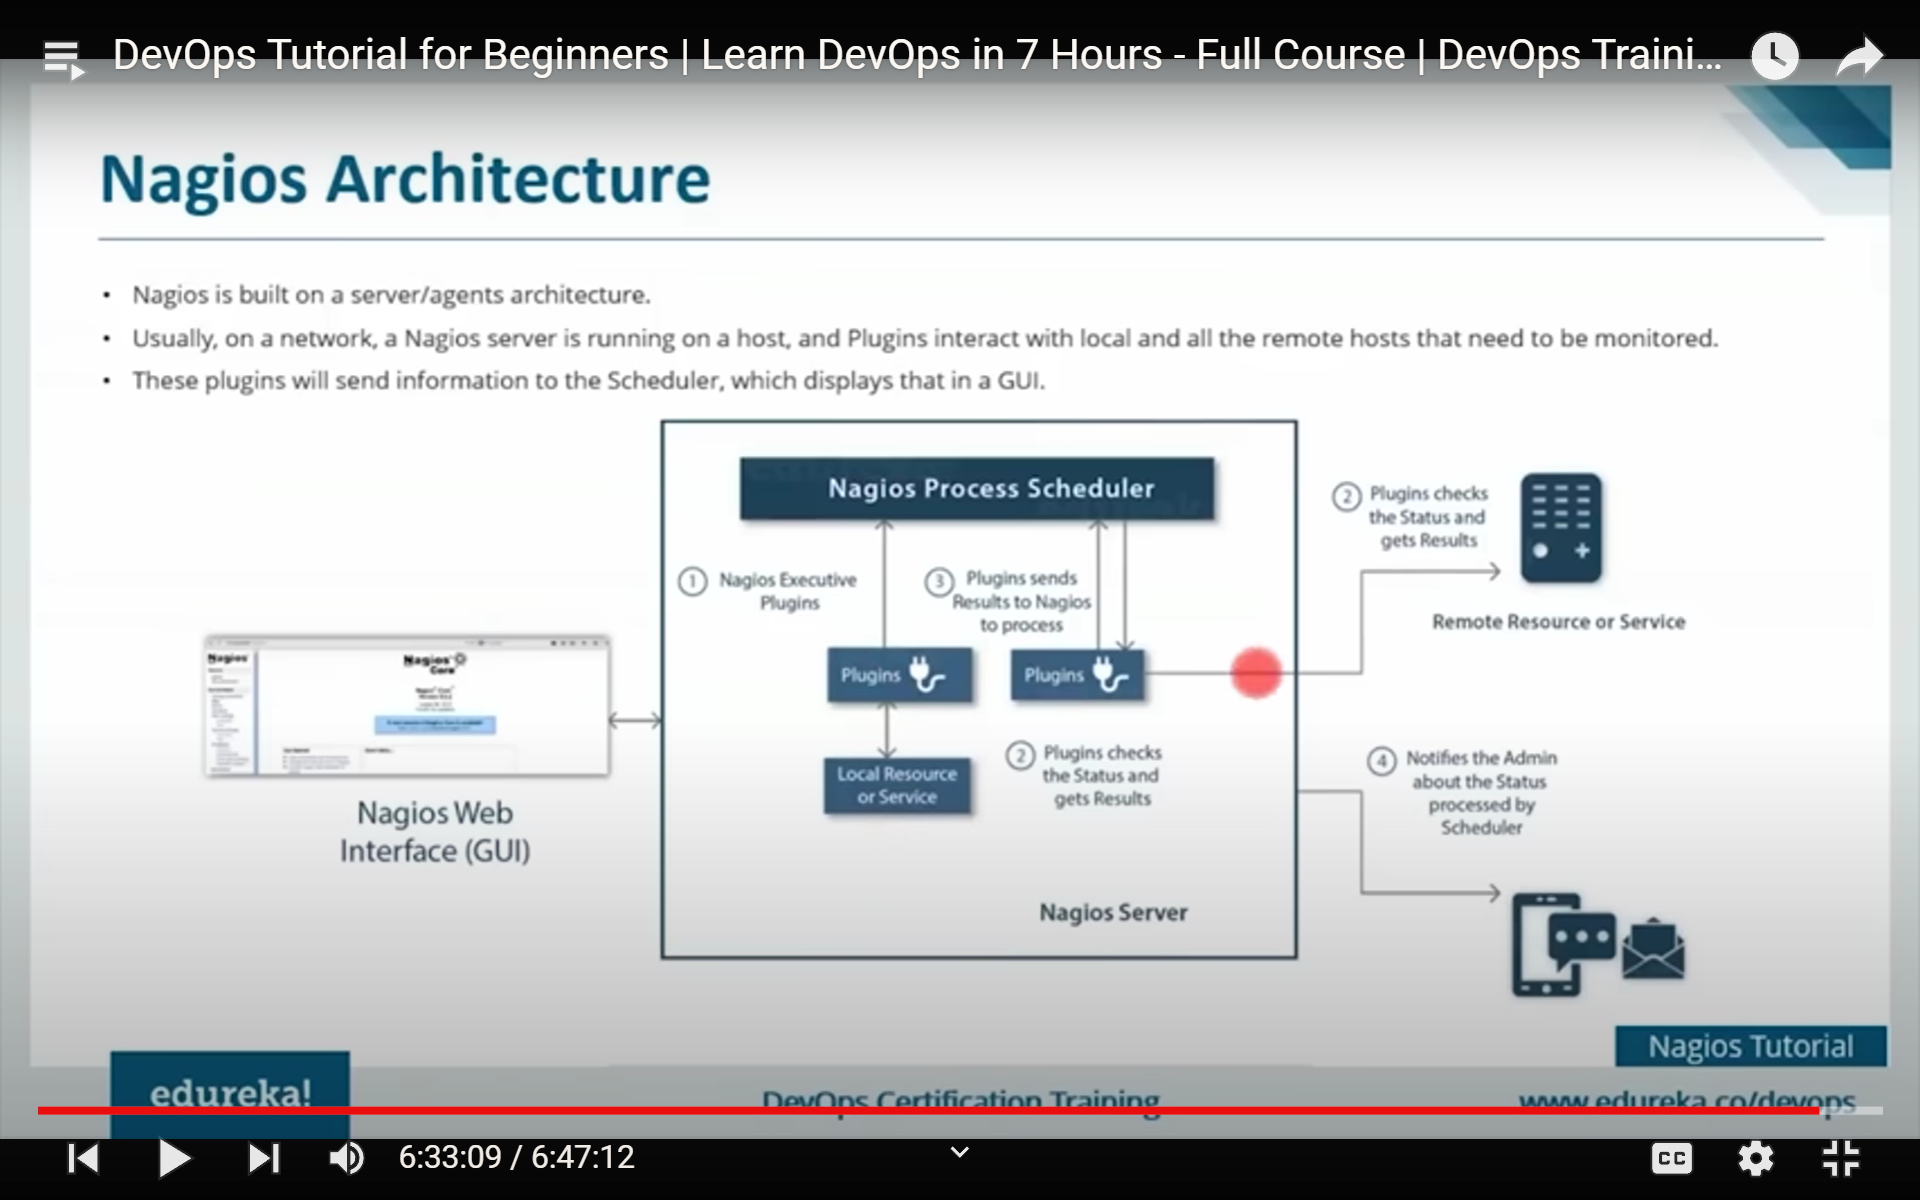 DevOps Tutorial for Beginners | Learn DevOps in 7 Hours - Full Course | DevOps Traini...
Nagios Architecture
• Nagios is built on a server/agents architecture.
• Usually, on a network, a Nagios server is running on a host, and Plugins interact with local and all the remote hosts that need to be monitored.
• These plugins will send information to the Scheduler, which displays that in a GUI.
Nagios Process Scheduler
1 Nagios Executive
Plugins
3 Plugins sends
Results to Nagios
to process
2 Plugins checks
the Status and
gets Results
Remote Resource or Service
Nagios
Nagios
Core
Plugins
Plugins
Local Resource
or Service
2 Plugins checks
the Status and
gets Results
4 Notifies the Admin
about the Status
processed by
Scheduler
Nagios Web
Interface (GUI)
Nagios Server
Nagios Tutorial
edureka!
DevOps Certification Training
www.edureka.co/devops
6:33:09 / 6:47:12
CC